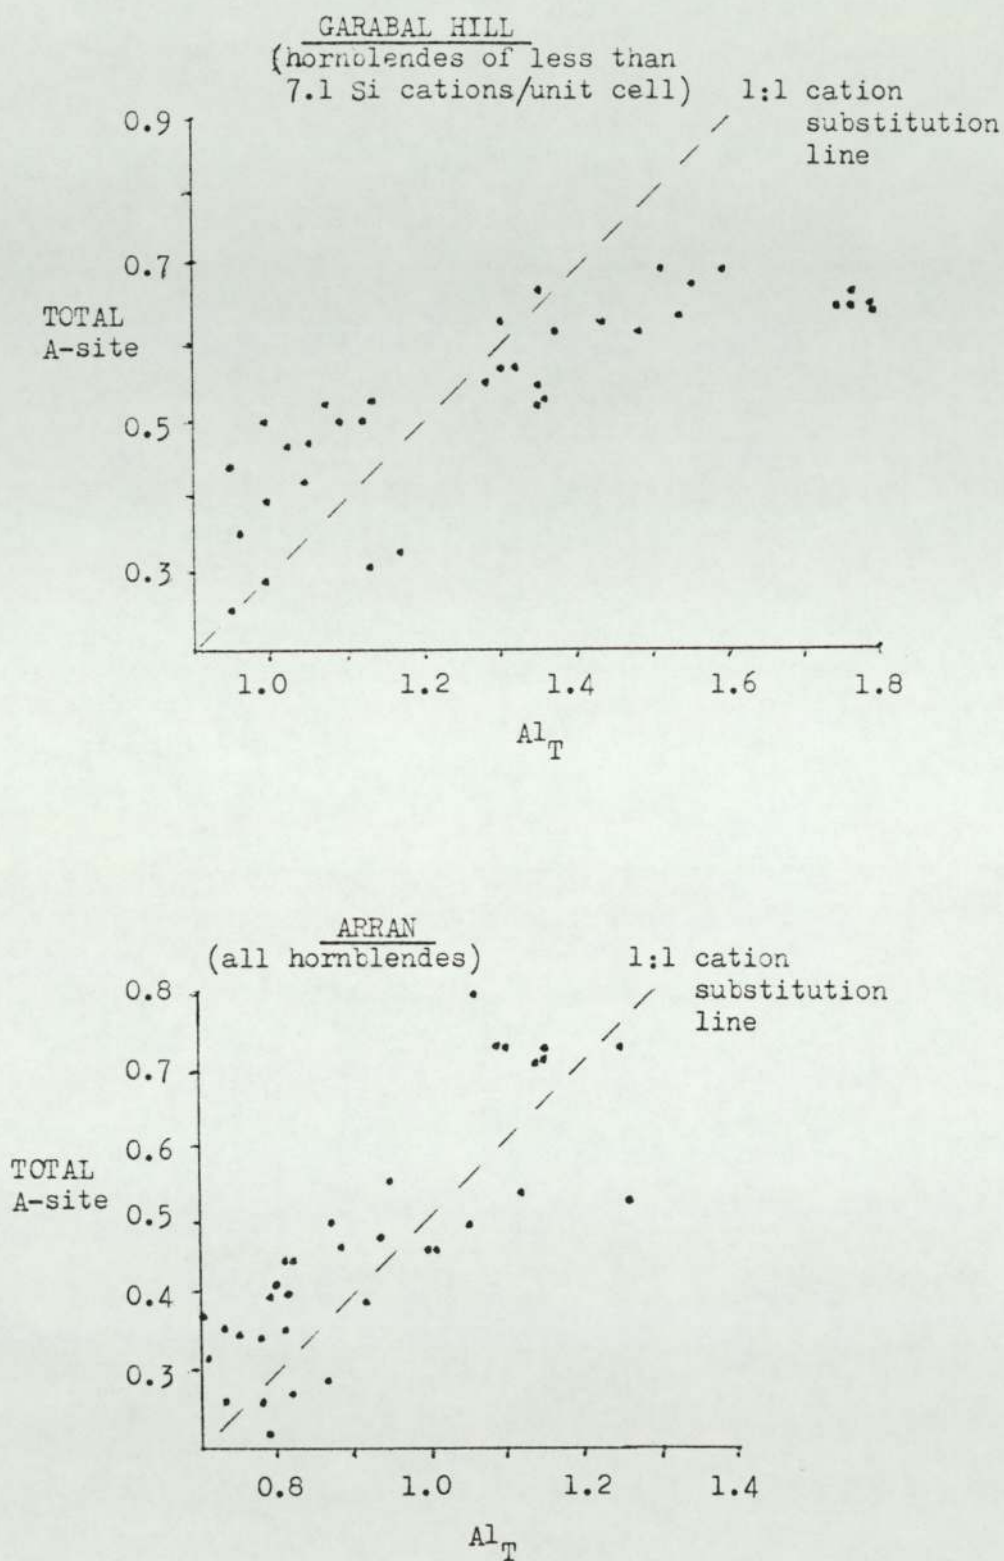 GARABAL HILL
(hornblendes of less than
7.1 Si cations/unit cell)
1:1 cation
substitution
line
0.9
0.7
TOTAL
A-site
0.5
0.3
1.0 1.2 1.4 1.6 1.8
AlT
ARRAN
(all hornblendes)
1:1 cation
substitution
line
0.8
0.7
0.6
TOTAL
A-site
0.5
0.4
0.3
0.8 1.0 1.2 1.4
AlT